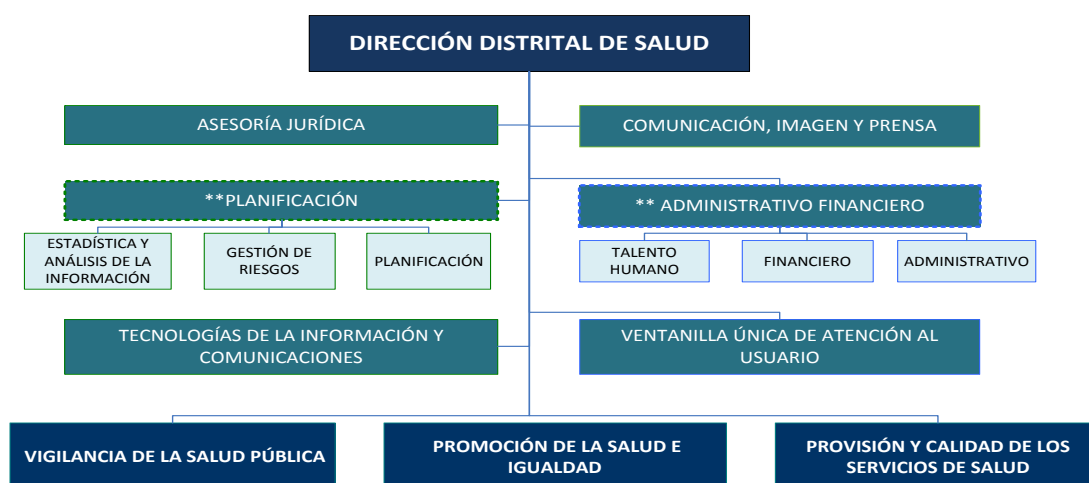 DIRECCIÓN DISTRITAL DE SALUD
ASESORÍA JURÍDICA
COMUNICACIÓN, IMAGEN Y PRENSA
**PLANIFICACIÓN
** ADMINISTRATIVO FINANCIERO
ESTADÍSTICA Y
ANÁLISIS DE LA
INFORMACIÓN
GESTIÓN DE
RIESGOS
PLANIFICACIÓN
TALENTO
HUMANO
FINANCIERO
ADMINISTRATIVO
TECNOLOGÍAS DE LA INFORMACIÓN Y
COMUNICACIONES
VENTANILLA ÚNICA DE ATENCIÓN AL
USUARIO
VIGILANCIA DE LA SALUD PÚBLICA
PROMOCIÓN DE LA SALUD E
IGUALDAD
PROVISIÓN Y CALIDAD DE LOS
SERVICIOS DE SALUD